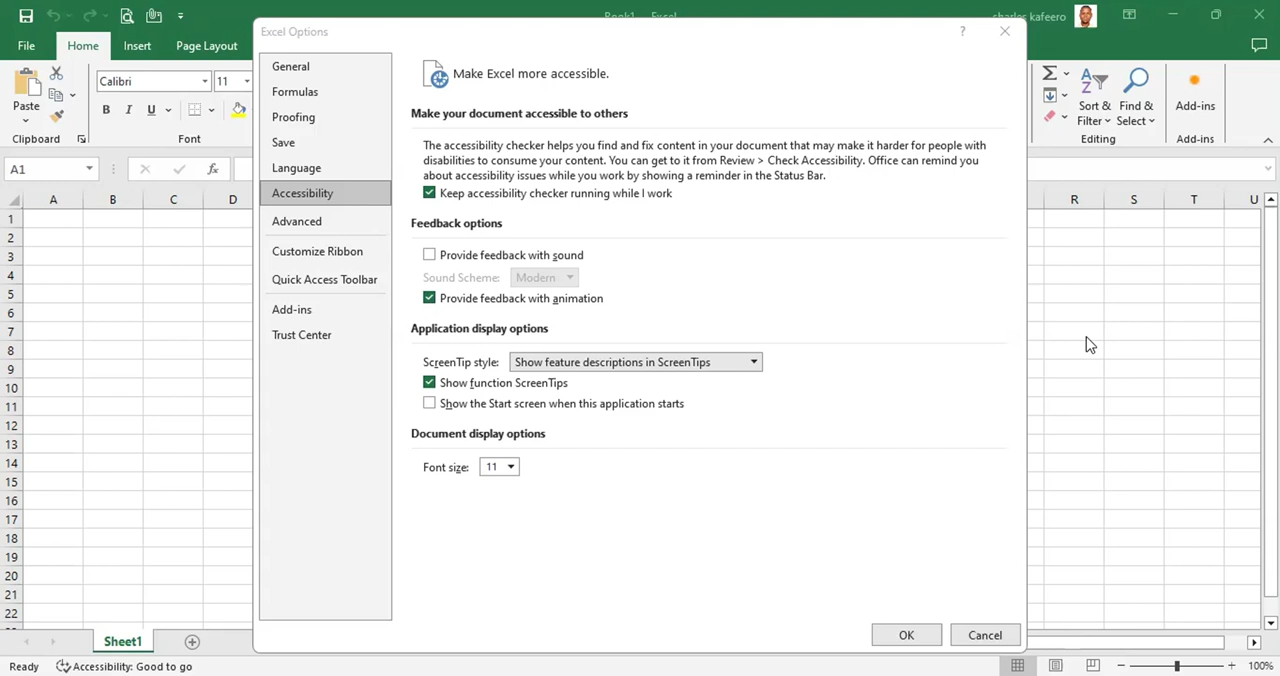 Book1 - Excel
charles kafeero
Excel Options
?
File
Home
Insert
Page Layout
Calibri
11
Paste
B I U
Clipboard
Font
Sort & Filter
Find & Select
Add-ins
Editing
Add-ins
A1
fx
General
Formulas
Proofing
Save
Language
Accessibility
Advanced
Customize Ribbon
Quick Access Toolbar
Add-ins
Trust Center
Make Excel more accessible.
Make your document accessible to others
The accessibility checker helps you find and fix content in your document that may make it harder for people with
disabilities to consume your content. You can get to it from Review > Check Accessibility. Office can remind you
about accessibility issues while you work by showing a reminder in the Status Bar.
Keep accessibility checker running while I work
Feedback options
Provide feedback with sound
Sound Scheme: Modern
Provide feedback with animation
Application display options
ScreenTip style: Show feature descriptions in ScreenTips
Show function ScreenTips
Show the Start screen when this application starts
Document display options
Font size: 11
OK
Cancel
A B C D R S T U
1
2
3
4
5
6
7
8
9
10
11
12
13
14
15
16
17
18
19
20
21
22
Sheet1
Ready
Accessibility: Good to go
100%